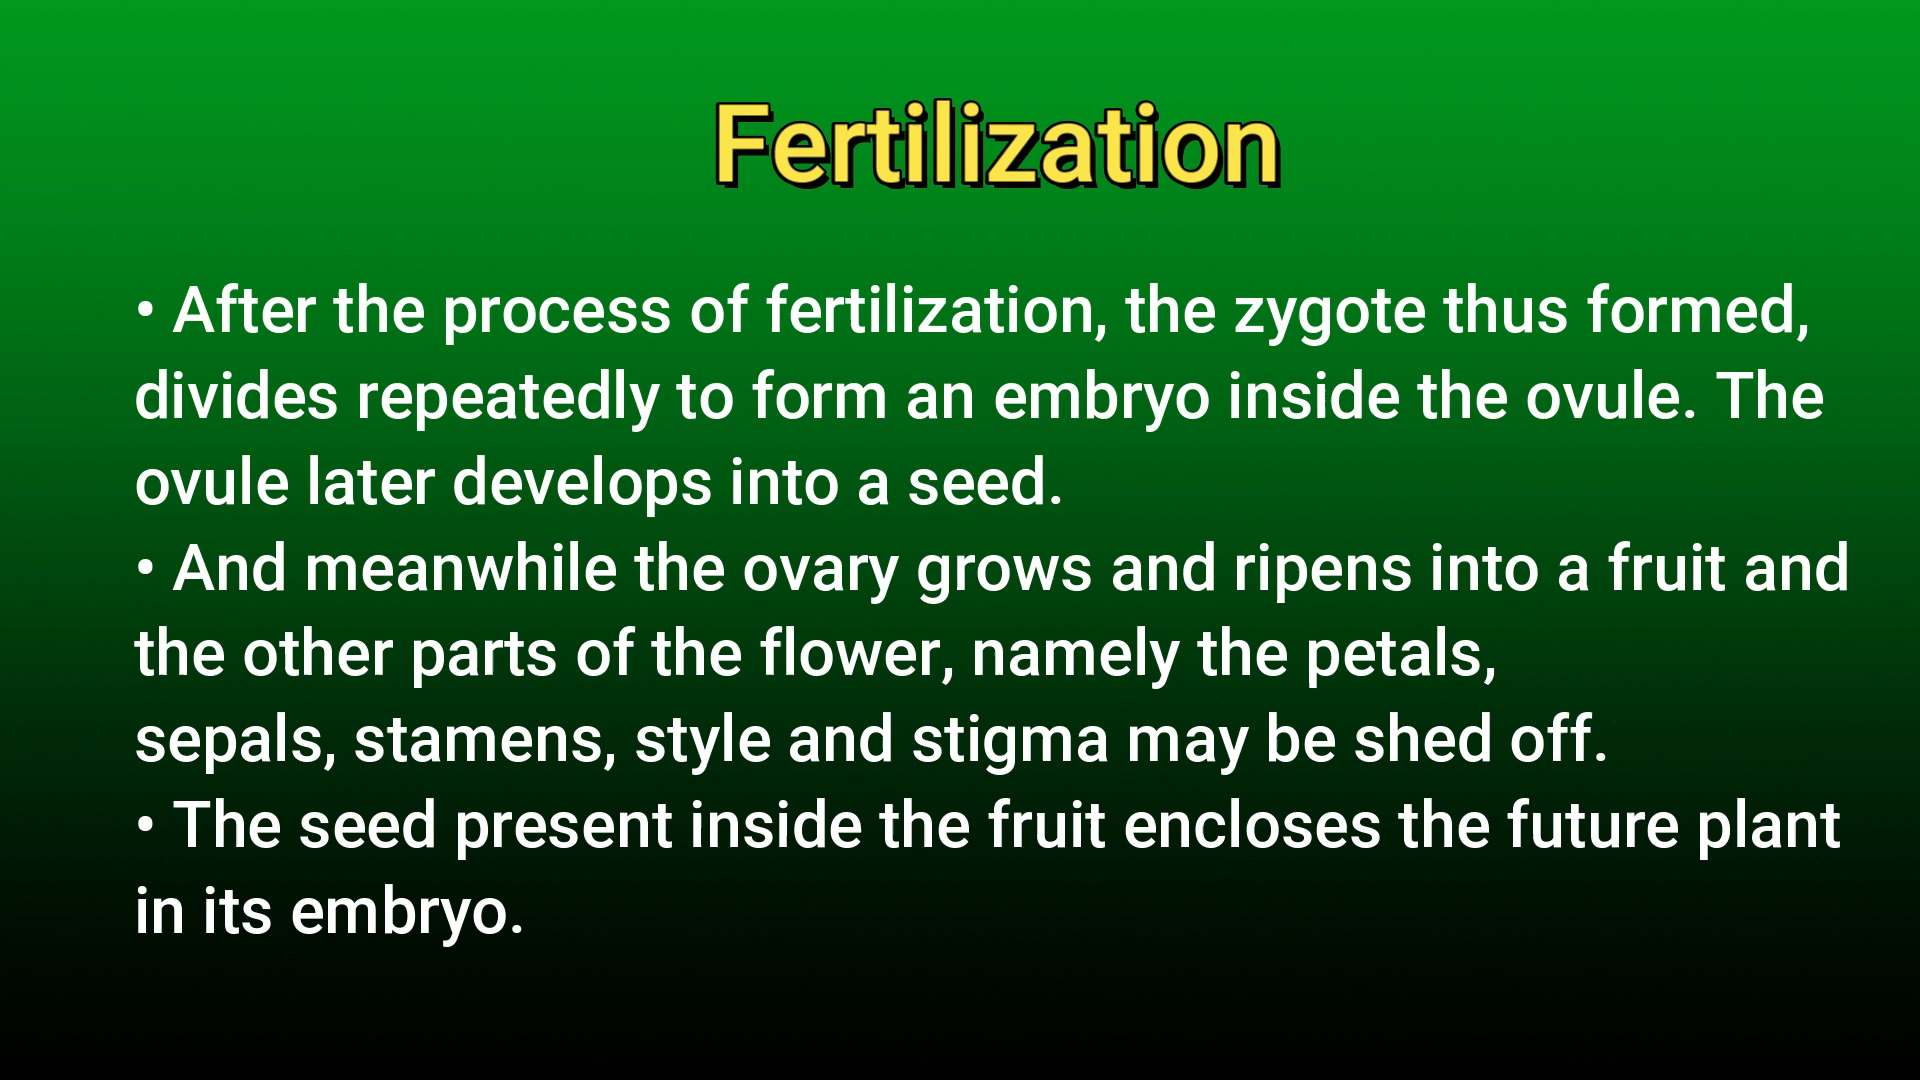 Fertilization
• After the process of fertilization, the zygote thus formed,
divides repeatedly to form an embryo inside the ovule. The
ovule later develops into a seed.
• And meanwhile the ovary grows and ripens into a fruit and
the other parts of the flower, namely the petals,
sepals, stamens, style and stigma may be shed off.
• The seed present inside the fruit encloses the future plant
in its embryo.